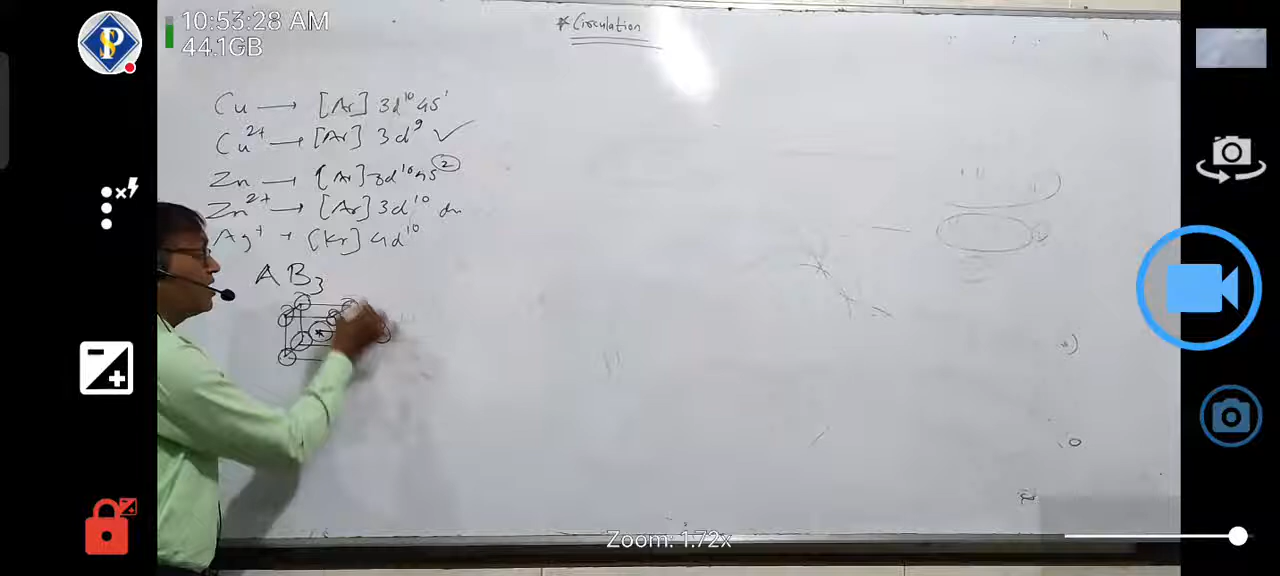 10:53:28 AM
44.1GB
* Circulation
Cu → [Ar] 3d¹⁰ 4s¹
Cu²⁺ → [Ar] 3d⁹ ✓
Zn → [Ar] 3d¹⁰ 4s²
Zn²⁺ → [Ar] 3d¹⁰
Ag⁺ + [Kr] 4d¹⁰
AB₃
Zoom: 1.72x